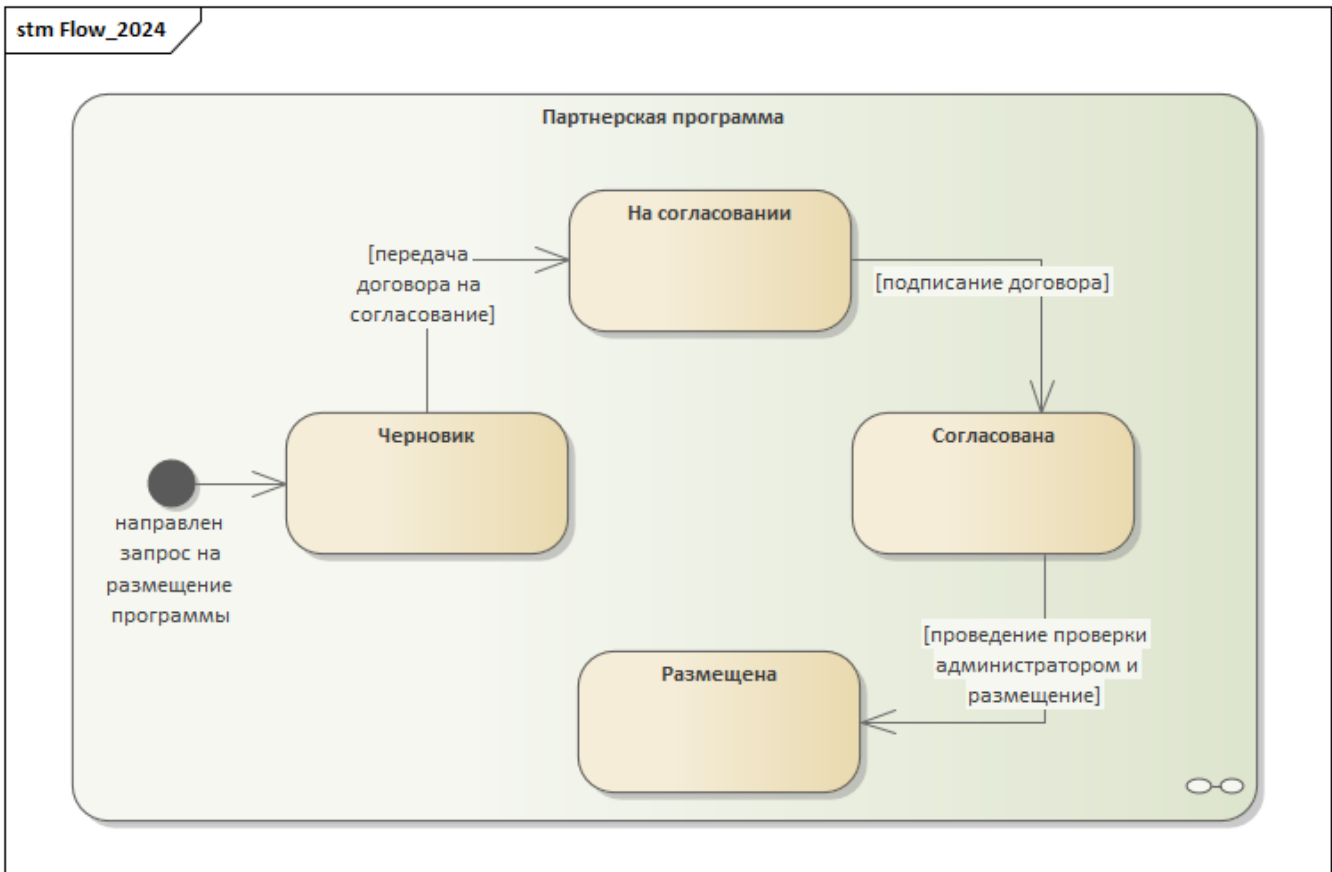 stm Flow_2024
Партнерская программа
На согласовании
[передача
договора на
согласование]
[подписание договора]
Черновик
Согласована
направлен
запрос на
размещение
программы
[проведение проверки
администратором и
размещение]
Размещена